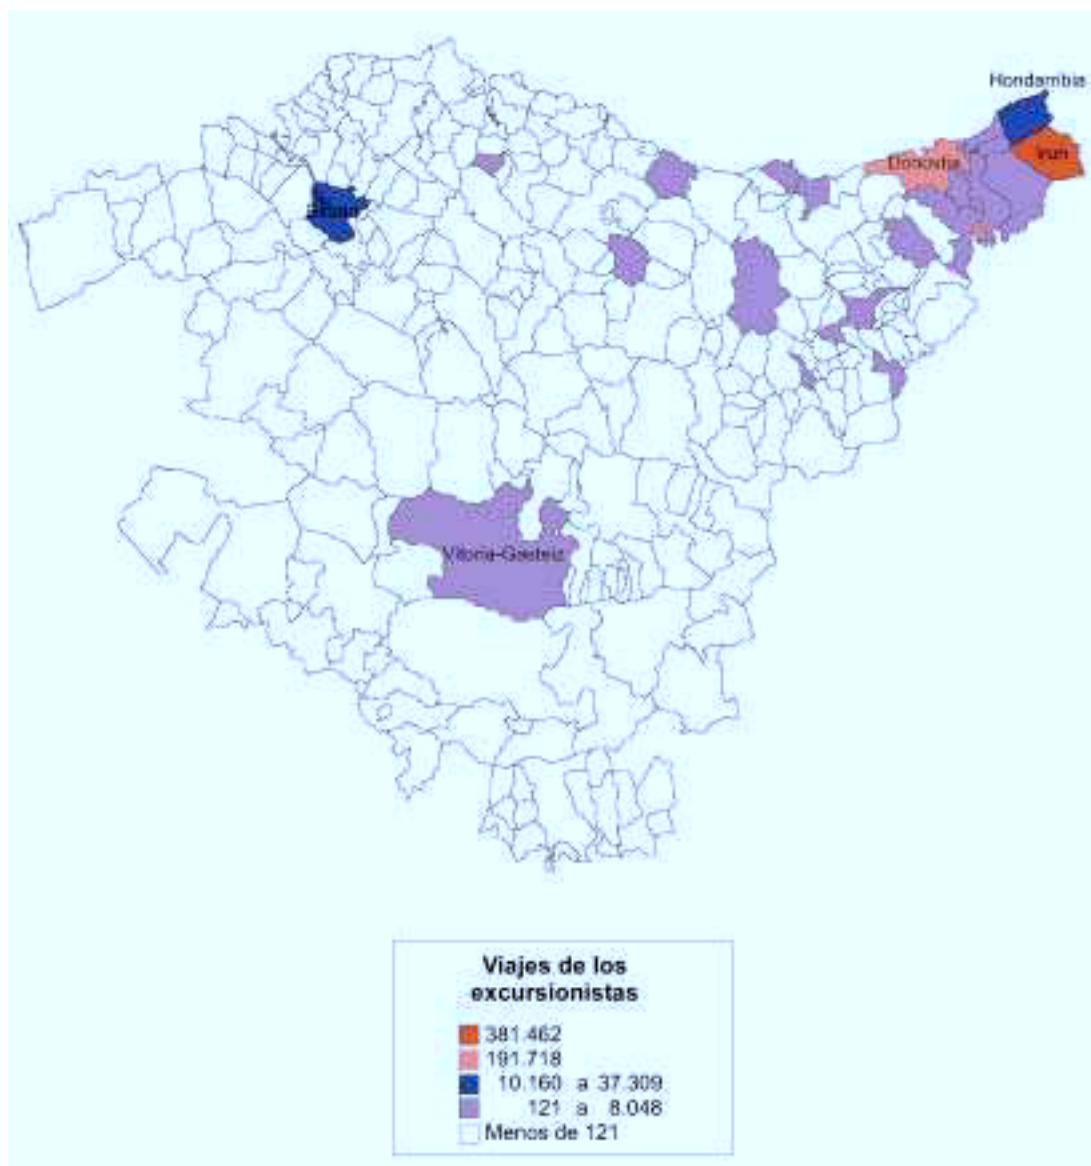 Hondarribia
Irun
Donostia
Vitoria-Gasteiz
Viajes de los
excursionistas
381.462
191.718
10.160 a 37.309
121 a 8.048
Menos de 121